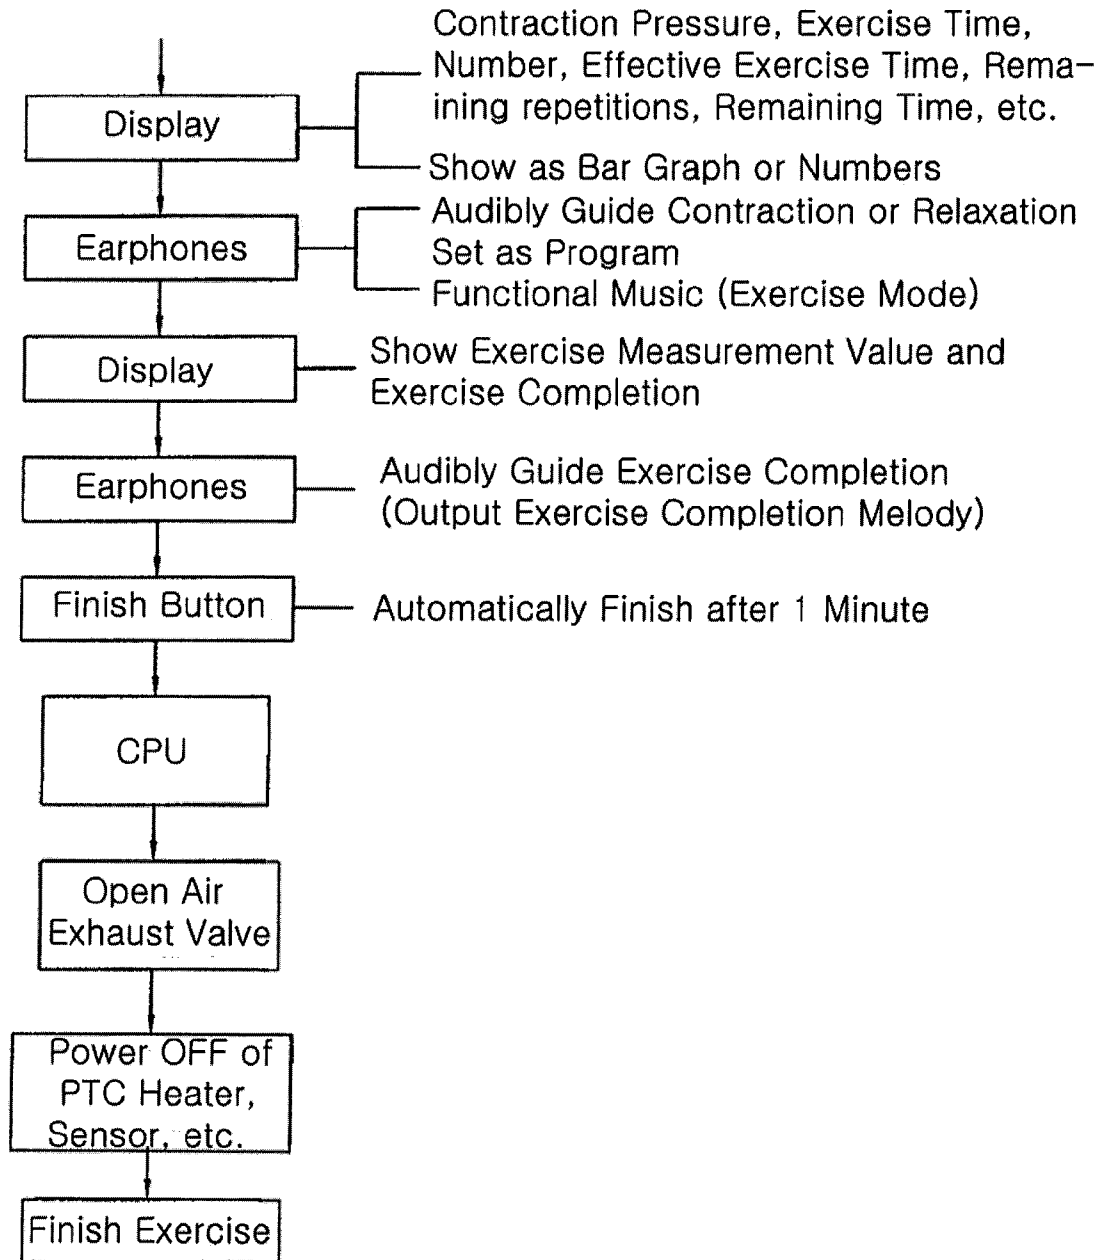 Contraction Pressure, Exercise Time,
Number, Effective Exercise Time, Rema-
ining repetitions, Remaining Time, etc.
Display
Show as Bar Graph or Numbers
Audibly Guide Contraction or Relaxation
Set as Program
Earphones
Functional Music (Exercise Mode)
Display
Show Exercise Measurement Value and
Exercise Completion
Earphones
Audibly Guide Exercise Completion
(Output Exercise Completion Melody)
Finish Button
Automatically Finish after 1 Minute
CPU
Open Air
Exhaust Valve
Power OFF of
PTC Heater,
Sensor, etc.
Finish Exercise